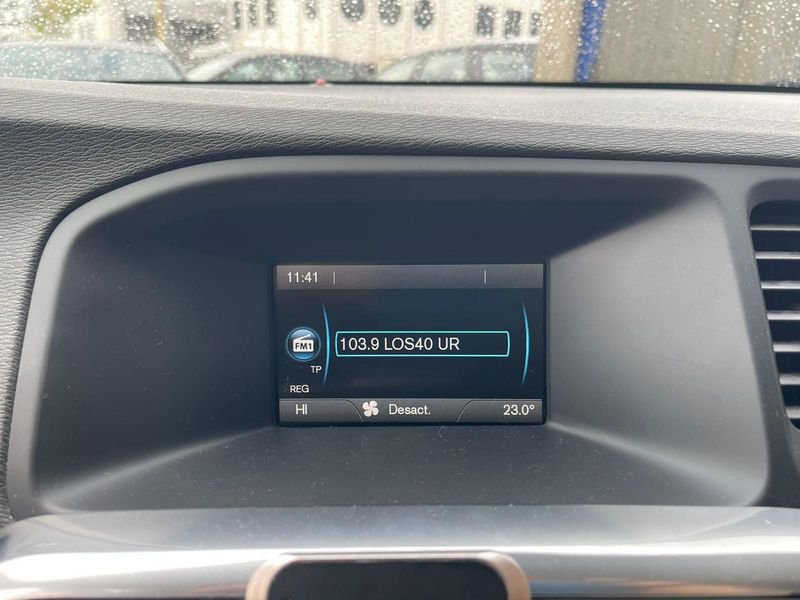 11:41
FM1
103.9 LOS40 UR
TP
REG
HI Desact. 23.0°